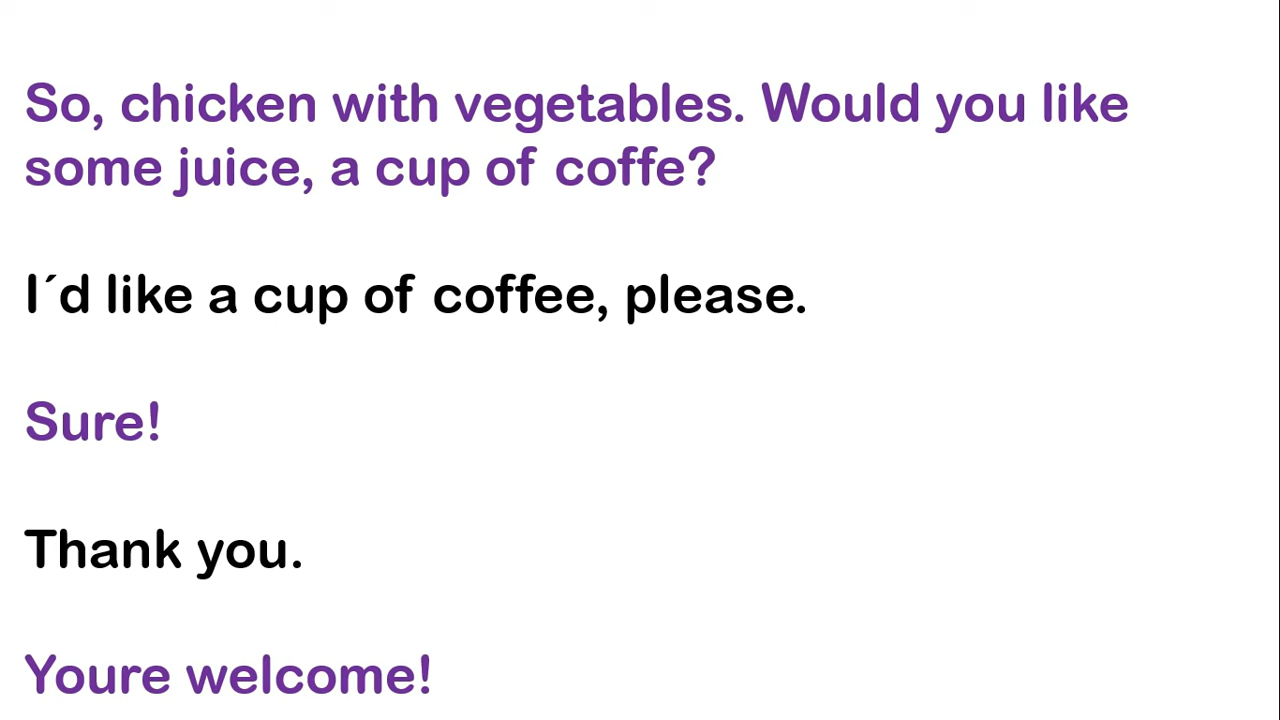 So, chicken with vegetables. Would you like
some juice, a cup of coffe?
I´d like a cup of coffee, please.
Sure!
Thank you.
Youre welcome!